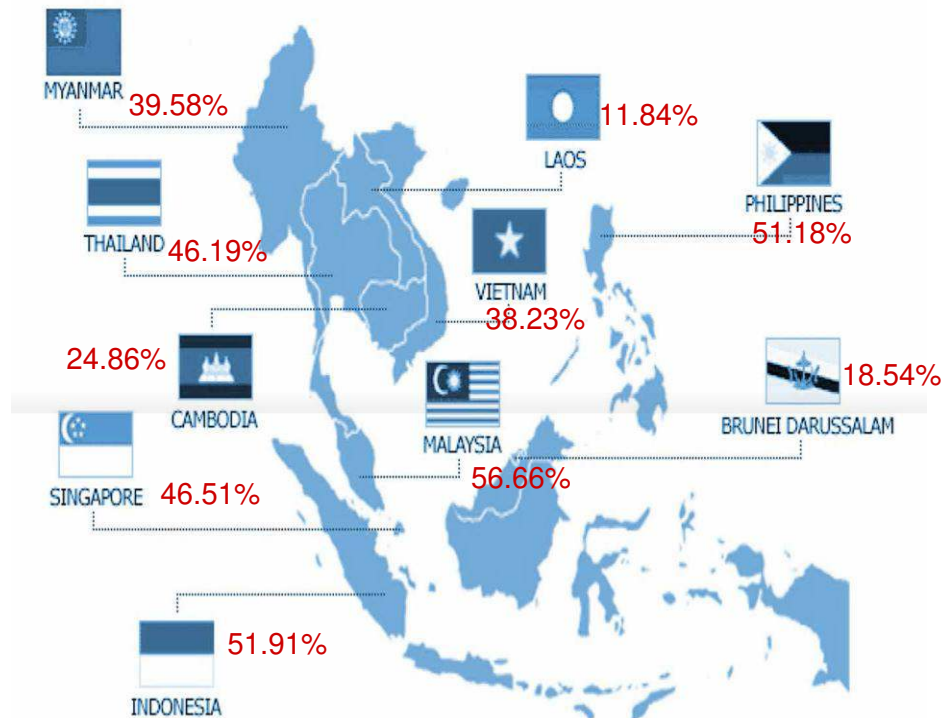 MYANMAR
39.58%
11.84%
LAOS
PHILIPPINES
51.18%
THAILAND
46.19%
VIETNAM
38.23%
24.86%
CAMBODIA
18.54%
BRUNEI DARUSSALAM
MALAYSIA
56.66%
SINGAPORE
46.51%
51.91%
INDONESIA